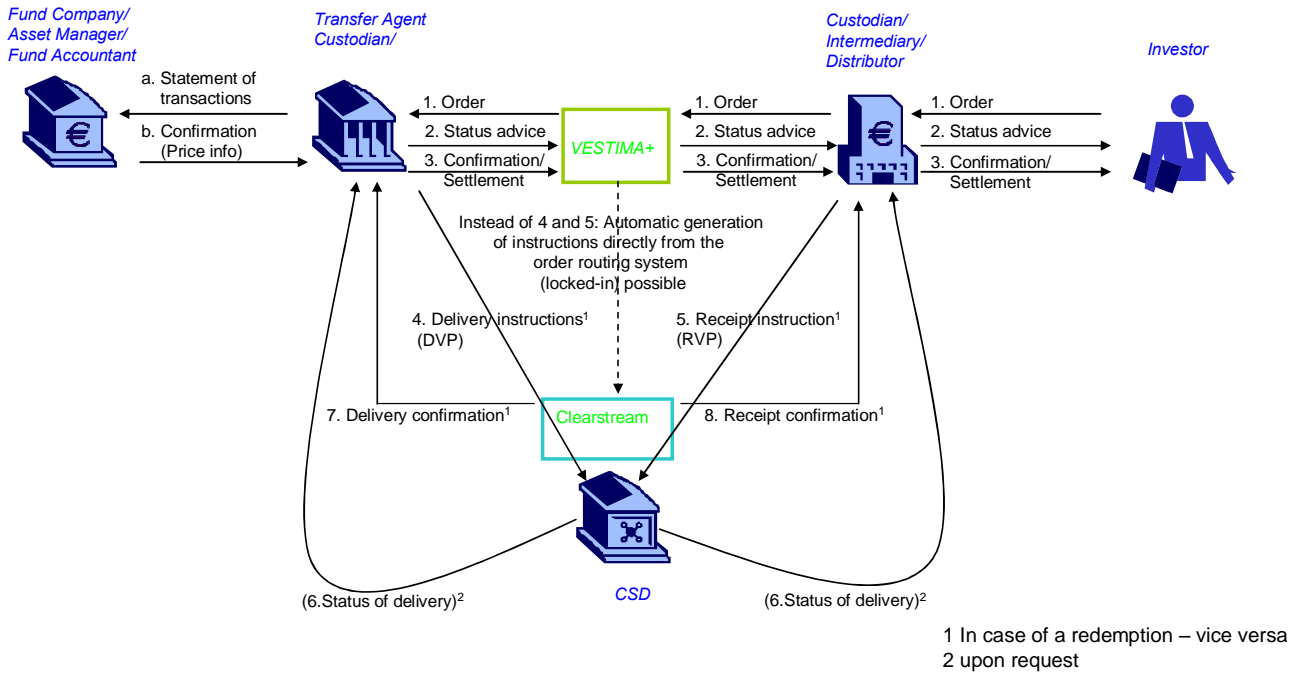 Fund Company/
Asset Manager/
Fund Accountant
Transfer Agent
Custodian/
Custodian/
Intermediary/
Distributor
Investor
a. Statement of
transactions
b. Confirmation
(Price info)
1. Order
2. Status advice
3. Confirmation/
Settlement
VESTIMA+
1. Order
2. Status advice
3. Confirmation/
Settlement
1. Order
2. Status advice
3. Confirmation/
Settlement
Instead of 4 and 5: Automatic generation
of instructions directly from the
order routing system
(locked-in) possible
4. Delivery instructions¹
(DVP)
5. Receipt instruction¹
(RVP)
7. Delivery confirmation¹
Clearstream
8. Receipt confirmation¹
CSD
(6.Status of delivery)²
(6.Status of delivery)²
1 In case of a redemption – vice versa
2 upon request